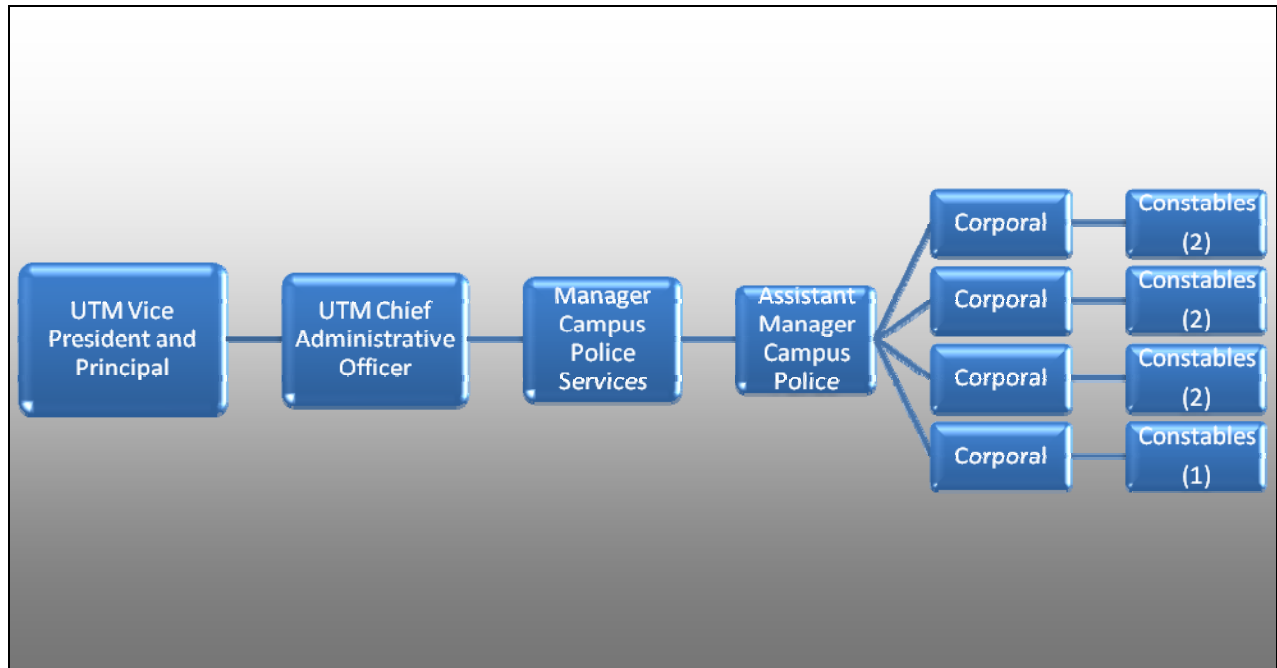 UTM Vice
President and
Principal
UTM Chief
Administrative
Officer
Manager
Campus
Police
Services
Assistant
Manager
Campus
Police
Corporal
Constables
(2)
Corporal
Constables
(2)
Corporal
Constables
(2)
Corporal
Constables
(1)